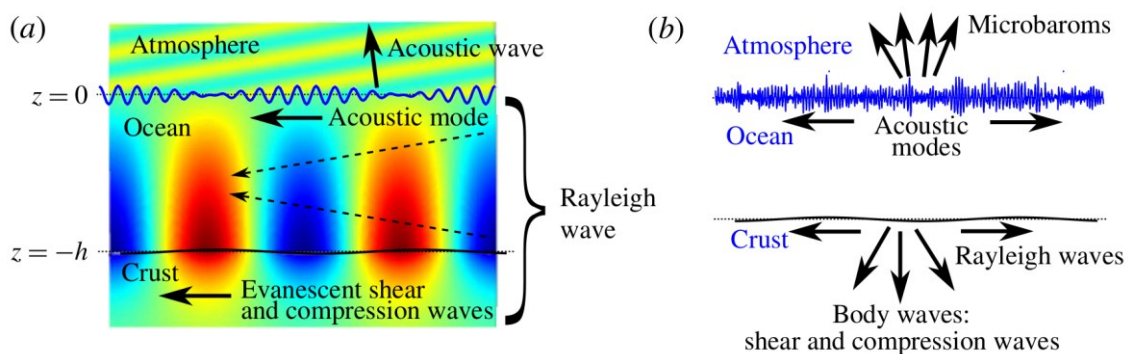 (a)
Atmosphere
Acoustic wave
z = 0
Ocean
Acoustic mode
Rayleigh
wave
z = −h
Crust
Evanescent shear
and compression waves
(b)
Microbaroms
Atmosphere
Ocean
Acoustic
modes
Crust
Rayleigh waves
Body waves:
shear and compression waves